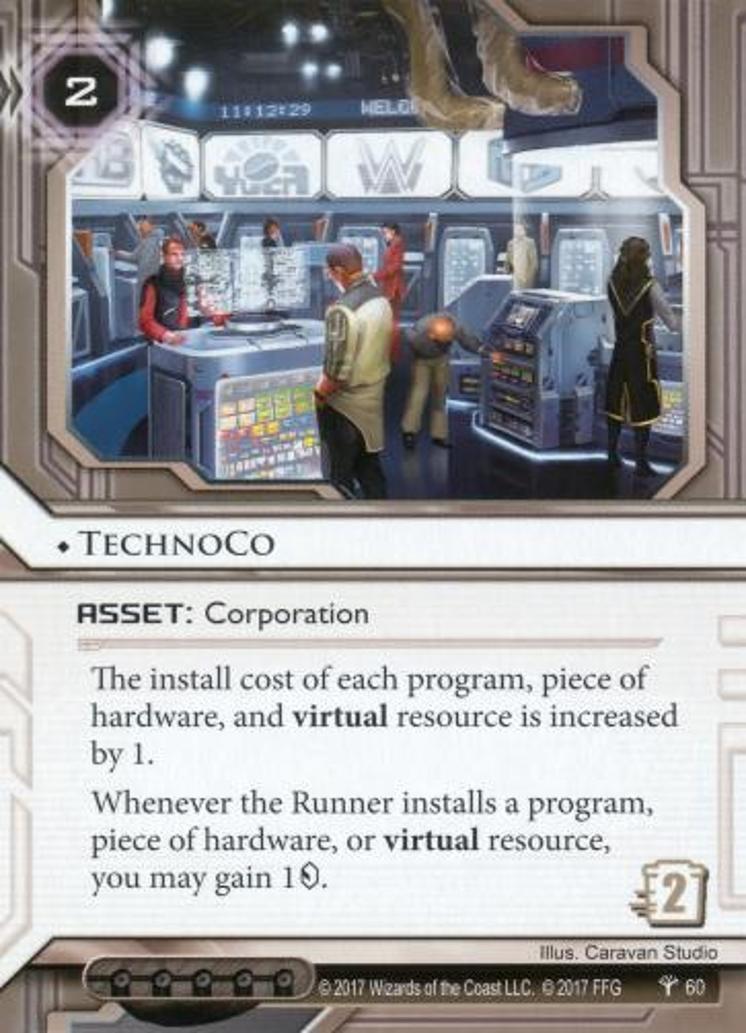 2
11:12:29 WELC
YUCA
TECHNOCO
ASSET: Corporation
The install cost of each program, piece of
hardware, and virtual resource is increased
by 1.
Whenever the Runner installs a program,
piece of hardware, or virtual resource,
you may gain 1.
2
Illus. Caravan Studio
© 2017 Wizards of the Coast LLC. © 2017 FFG 60